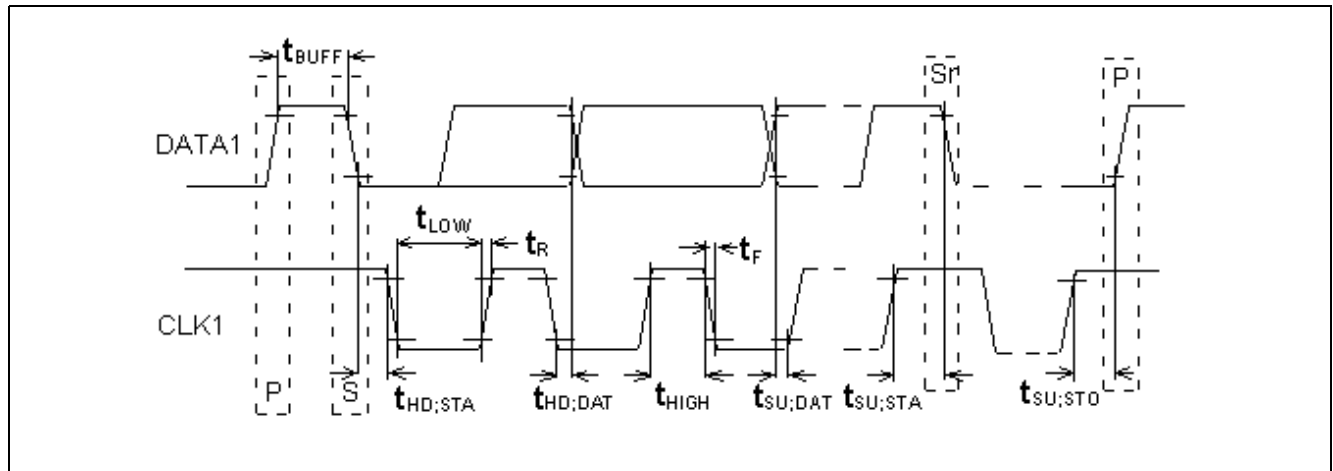 tBUFF
Sr
P
DATA1
tLOW
tR
tF
CLK1
P
S
tHD;STA
tHD;DAT
tHIGH
tSU;DAT
tSU;STA
tSU;STO